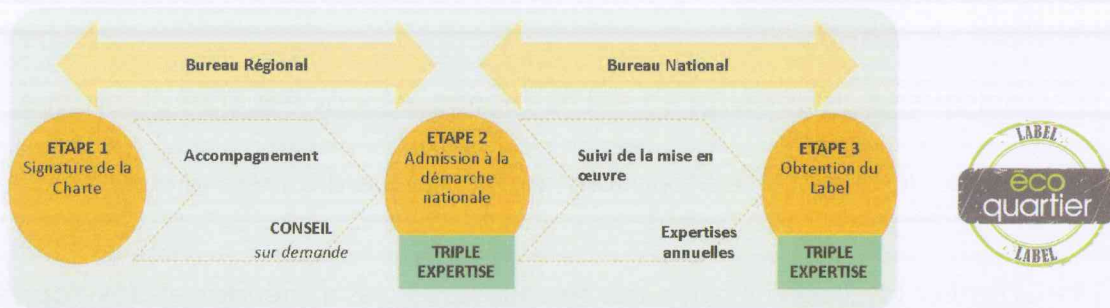 Bureau Régional
Bureau National
ETAPE 1
Signature de la
Charte
Accompagnement
CONSEIL
sur demande
ETAPE 2
Admission à la
démarche
nationale
TRIPLE
EXPERTISE
Suivi de la mise en
œuvre
Expertises
annuelles
ETAPE 3
Obtention du
Label
TRIPLE
EXPERTISE
LABEL
éco
quartier
LABEL